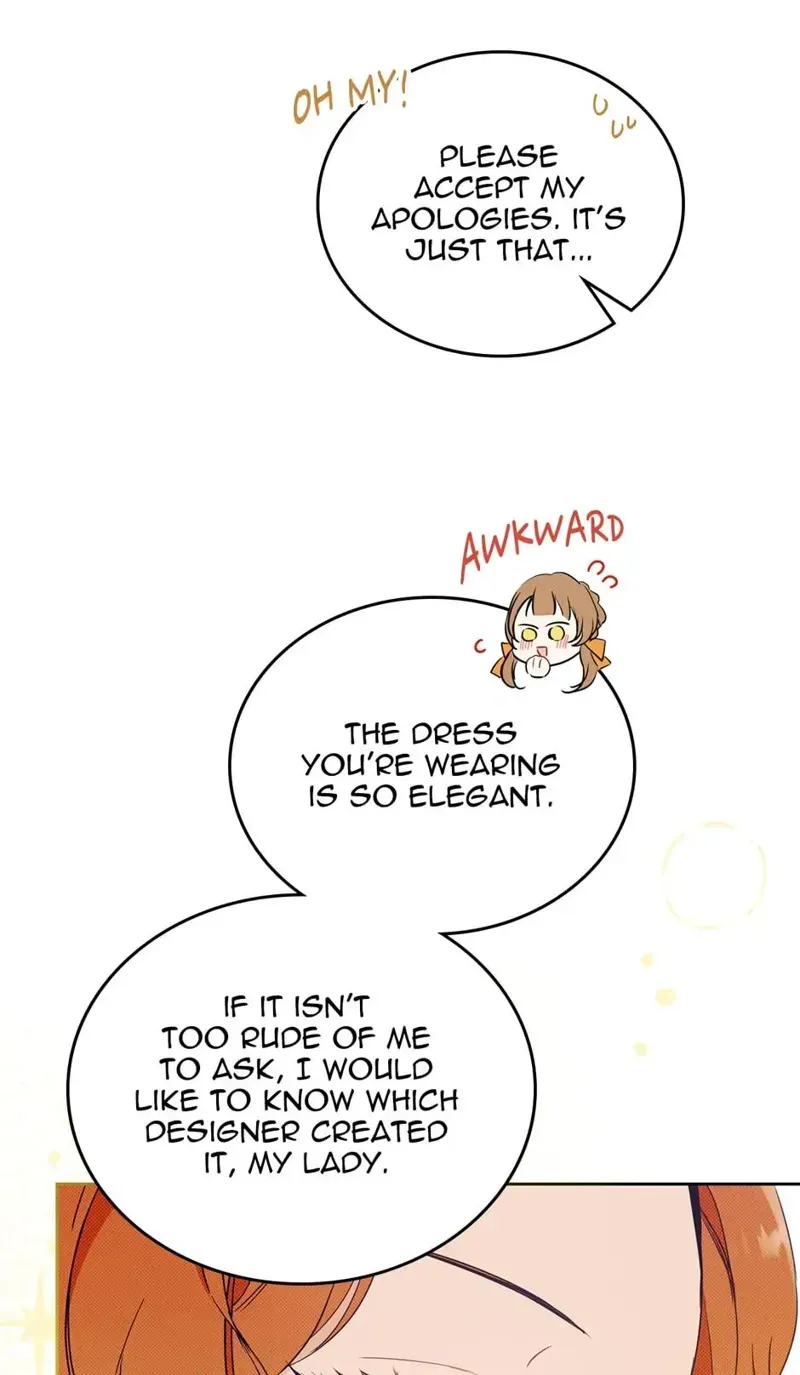 OH MY!
PLEASE
ACCEPT MY
APOLOGIES. IT'S
JUST THAT...
AWKWARD
THE DRESS
YOU'RE WEARING
IS SO ELEGANT.
IF IT ISN'T
TOO RUDE OF ME
TO ASK, I WOULD
LIKE TO KNOW WHICH
DESIGNER CREATED
IT, MY LADY.